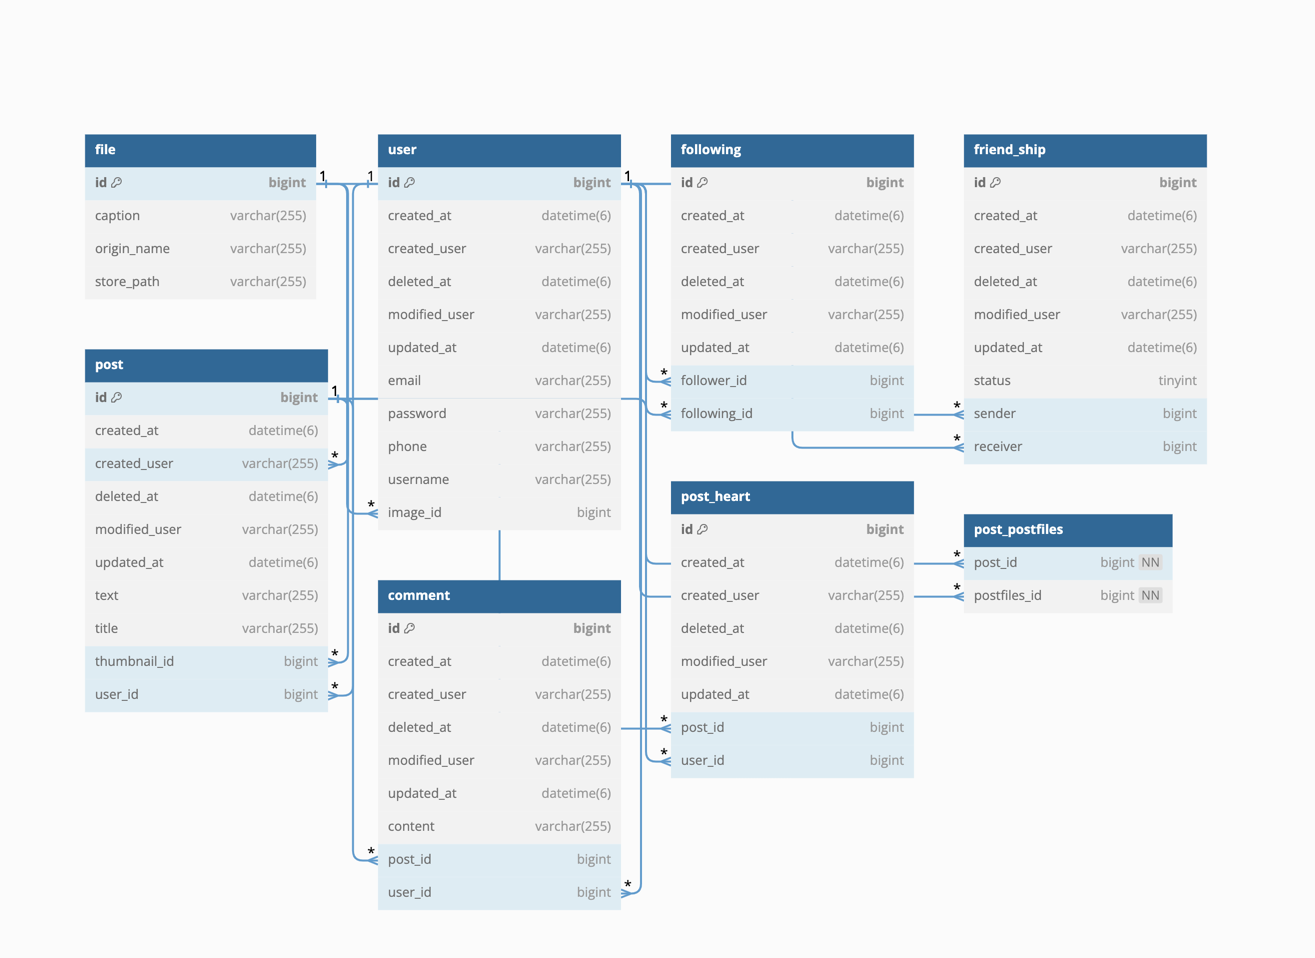 file
id bigint
caption varchar(255)
origin_name varchar(255)
store_path varchar(255)
1
post
id bigint
created_at datetime(6)
created_user varchar(255)
deleted_at datetime(6)
modified_user varchar(255)
updated_at datetime(6)
text varchar(255)
title varchar(255)
thumbnail_id bigint
user_id bigint
1
*
*
*
user
1
id bigint
1
created_at datetime(6)
created_user varchar(255)
deleted_at datetime(6)
modified_user varchar(255)
updated_at datetime(6)
email varchar(255)
password varchar(255)
phone varchar(255)
username varchar(255)
* image_id bigint
comment
id bigint
created_at datetime(6)
created_user varchar(255)
deleted_at datetime(6)
modified_user varchar(255)
updated_at datetime(6)
content varchar(255)
* post_id bigint
user_id bigint *
following
id bigint
created_at datetime(6)
created_user varchar(255)
deleted_at datetime(6)
modified_user varchar(255)
updated_at datetime(6)
* follower_id bigint
* following_id bigint
post_heart
id bigint
created_at datetime(6)
created_user varchar(255)
deleted_at datetime(6)
modified_user varchar(255)
updated_at datetime(6)
* post_id bigint
* user_id bigint
friend_ship
id bigint
created_at datetime(6)
created_user varchar(255)
deleted_at datetime(6)
modified_user varchar(255)
updated_at datetime(6)
status tinyint
* sender bigint
* receiver bigint
post_postfiles
* post_id bigint NN
* postfiles_id bigint NN